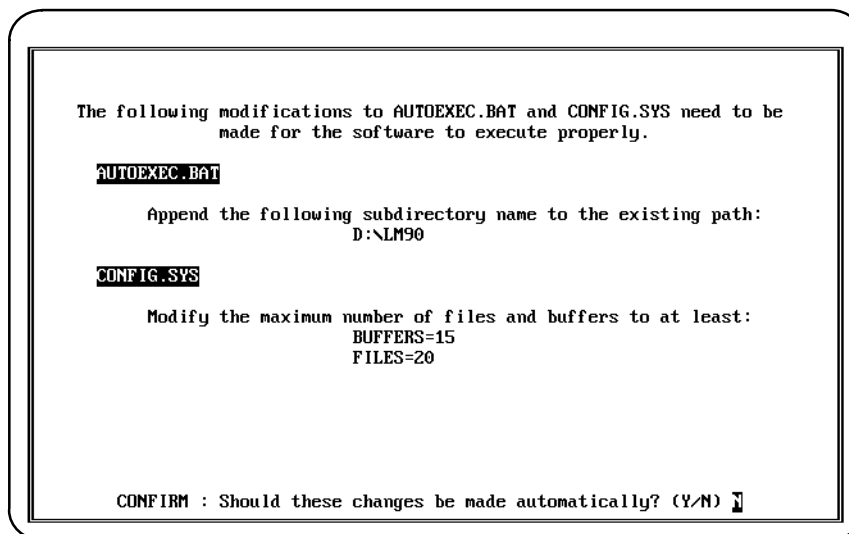 The following modifications to AUTOEXEC.BAT and CONFIG.SYS need to be
made for the software to execute properly.
AUTOEXEC.BAT
Append the following subdirectory name to the existing path:
D:\LM90
CONFIG.SYS
Modify the maximum number of files and buffers to at least:
BUFFERS=15
FILES=20
CONFIRM : Should these changes be made automatically? (Y/N)